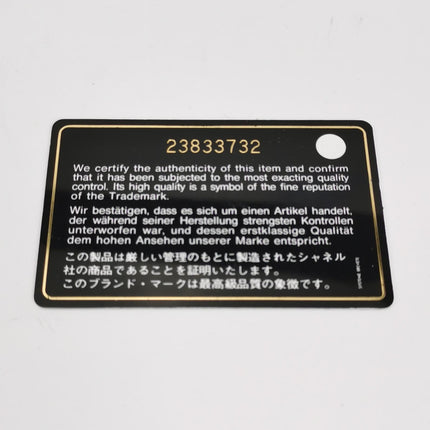 23833732
We certify the authenticity of this item and confirm
that it has been subjected to the most exacting quality
control. Its high quality is a symbol of the fine reputation
of the Trademark.
Wir bestätigen, dass es sich um einen Artikel handelt,
der während seiner Herstellung strengsten Kontrollen
unterworfen war, und dessen erstklassige Qualität
dem hohen Ansehen unserer Marke entspricht.
この製品は厳しい管理のもとに製造されたシャネル
社の商品であることを証明いたします。
このブランド・マークは最高級品質の象徴です。